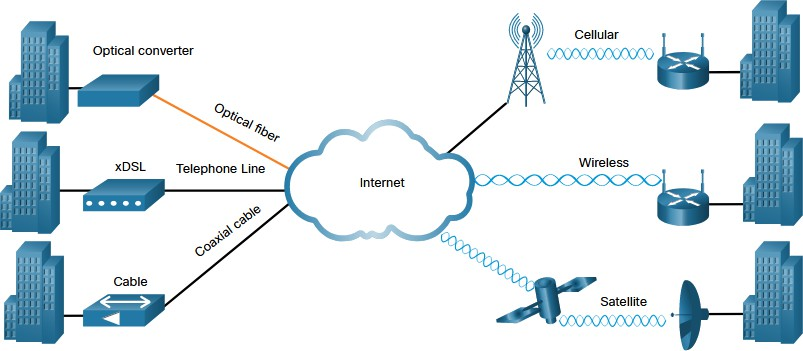 Optical converter
Optical fiber
xDSL
Telephone Line
Coaxial cable
Cable
Internet
Cellular
Wireless
Satellite